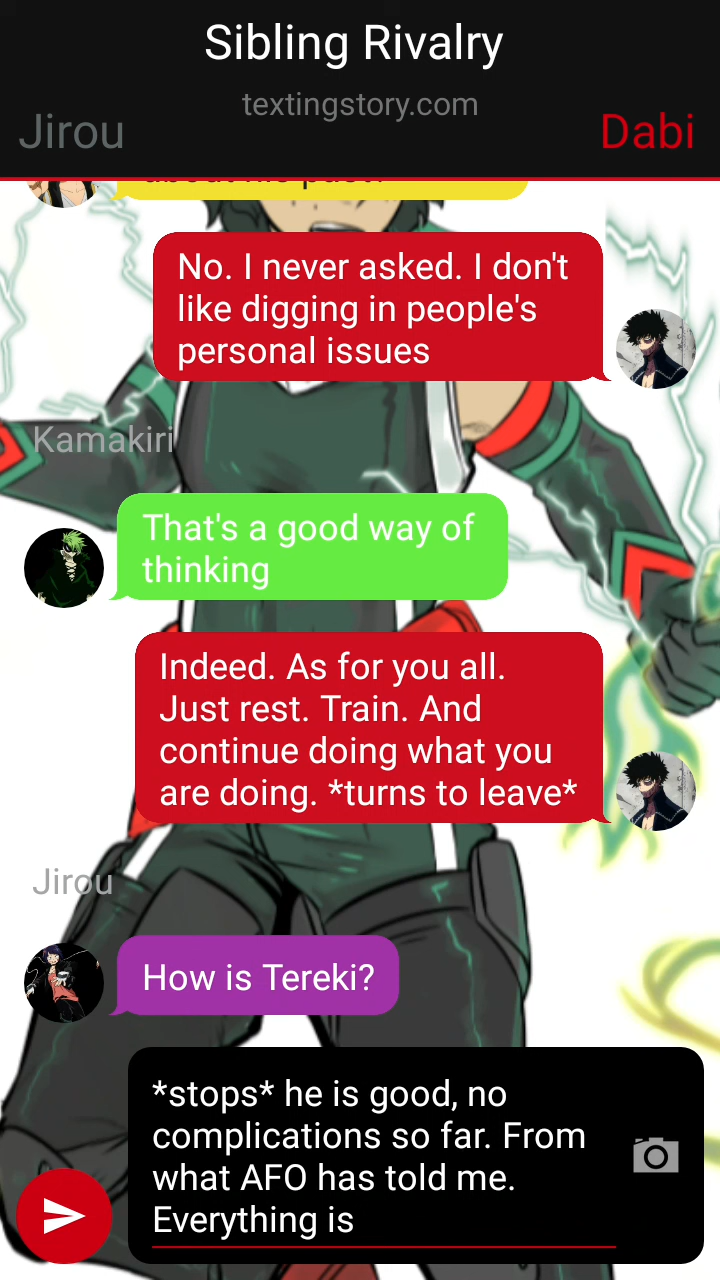 Sibling Rivalry
textingstory.com
Jirou
Dabi
about his past?
No. I never asked. I don't
like digging in people's
personal issues
Kamakiri
That's a good way of
thinking
Indeed. As for you all.
Just rest. Train. And
continue doing what you
are doing. *turns to leave*
Jirou
How is Tereki?
*stops* he is good, no
complications so far. From
what AFO has told me.
Everything is